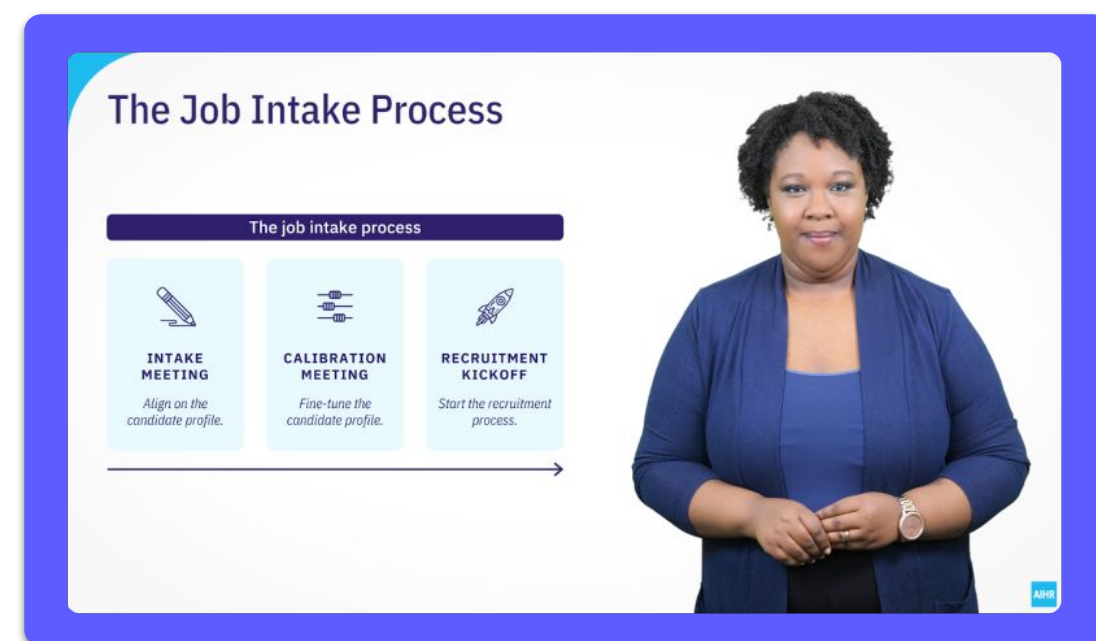 The Job Intake Process
The job intake process
INTAKE
MEETING
Align on the
candidate profile.
CALIBRATION
MEETING
Fine-tune the
candidate profile.
RECRUITMENT
KICKOFF
Start the recruitment
process.
AIHR